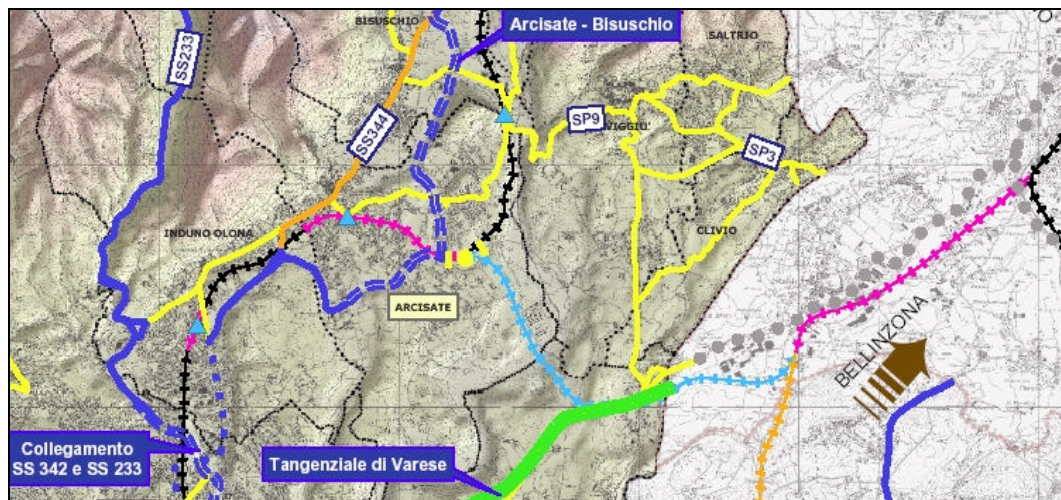 BISUSCHIO
Arcisate - Bisuschio
SALTRIO
SS233
SS344
SP9
VIGGIU'
SP3
INDUNO OLONA
CLIVIO
ARCISATE
BELLINZONA
Collegamento
SS 342 e SS 233
Tangenziale di Varese